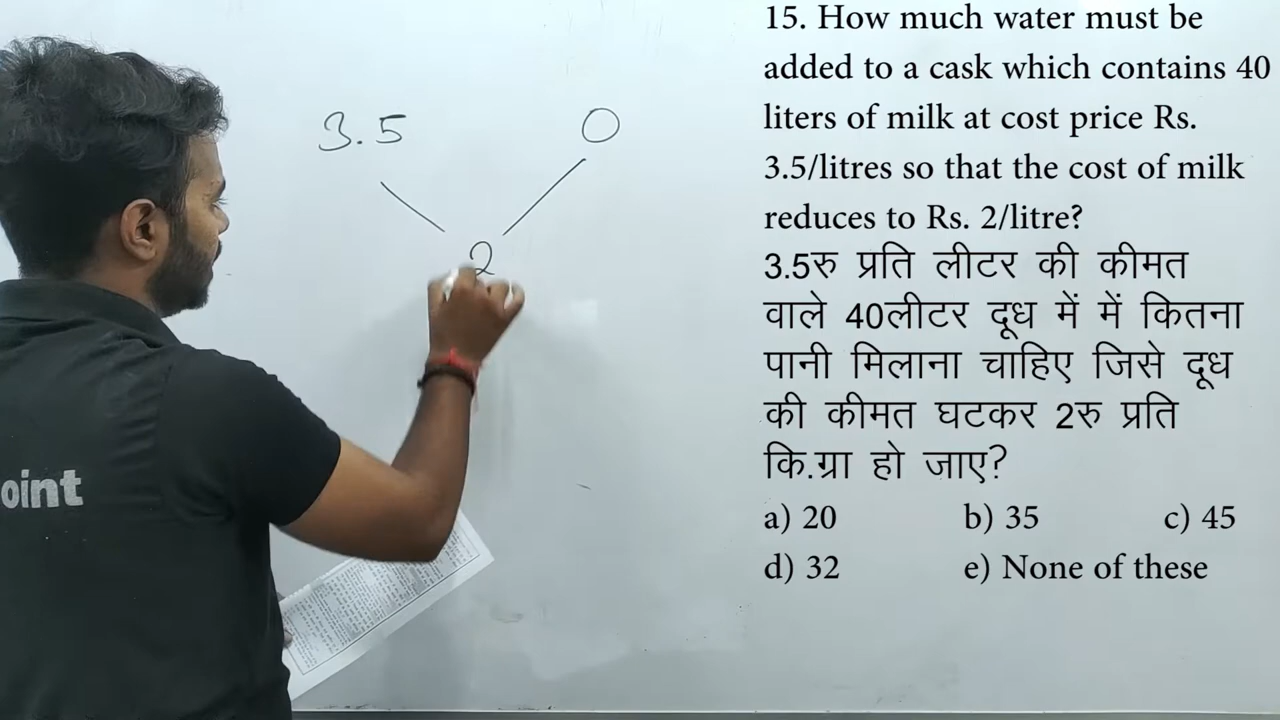 15. How much water must be
added to a cask which contains 40
liters of milk at cost price Rs.
3.5/litres so that the cost of milk
reduces to Rs. 2/litre?
3.5रु प्रति लीटर की कीमत
वाले 40लीटर दूध में में कितना
पानी मिलाना चाहिए जिसे दूध
की कीमत घटकर 2रु प्रति
कि.ग्रा हो जाए?
a) 20 b) 35 c) 45
d) 32 e) None of these
3.5 0
2
oint